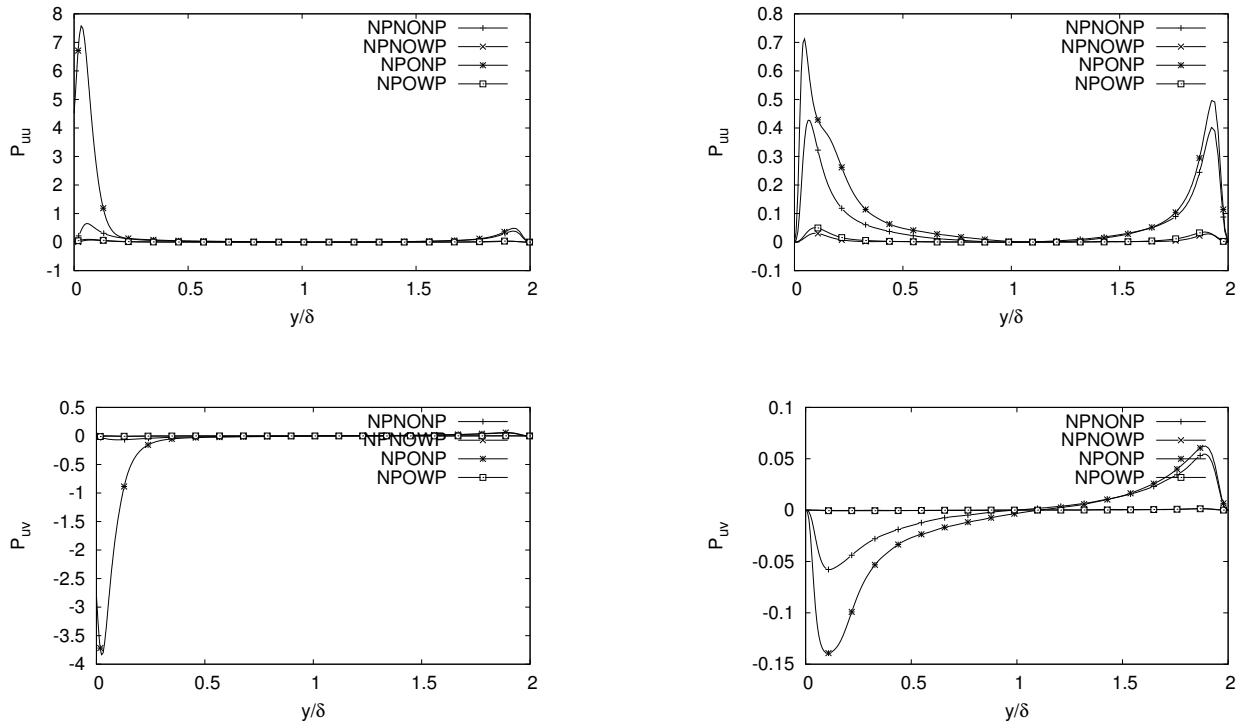 8
7
6
5
4
3
2
1
0
-1
P_uu
0
0.5
1
1.5
2
y/δ
NPNONP
NPNOWP
NPONP
NPOWP
0.8
0.7
0.6
0.5
0.4
0.3
0.2
0.1
0
-0.1
P_uu
0
0.5
1
1.5
2
y/δ
NPNONP
NPNOWP
NPONP
NPOWP
0.5
0
-0.5
-1
-1.5
-2
-2.5
-3
-3.5
-4
P_uv
0
0.5
1
1.5
2
y/δ
NPNONP
NPNOWP
NPONP
NPOWP
0.1
0.05
0
-0.05
-0.1
-0.15
P_uv
0
0.5
1
1.5
2
y/δ
NPNONP
NPNOWP
NPONP
NPOWP